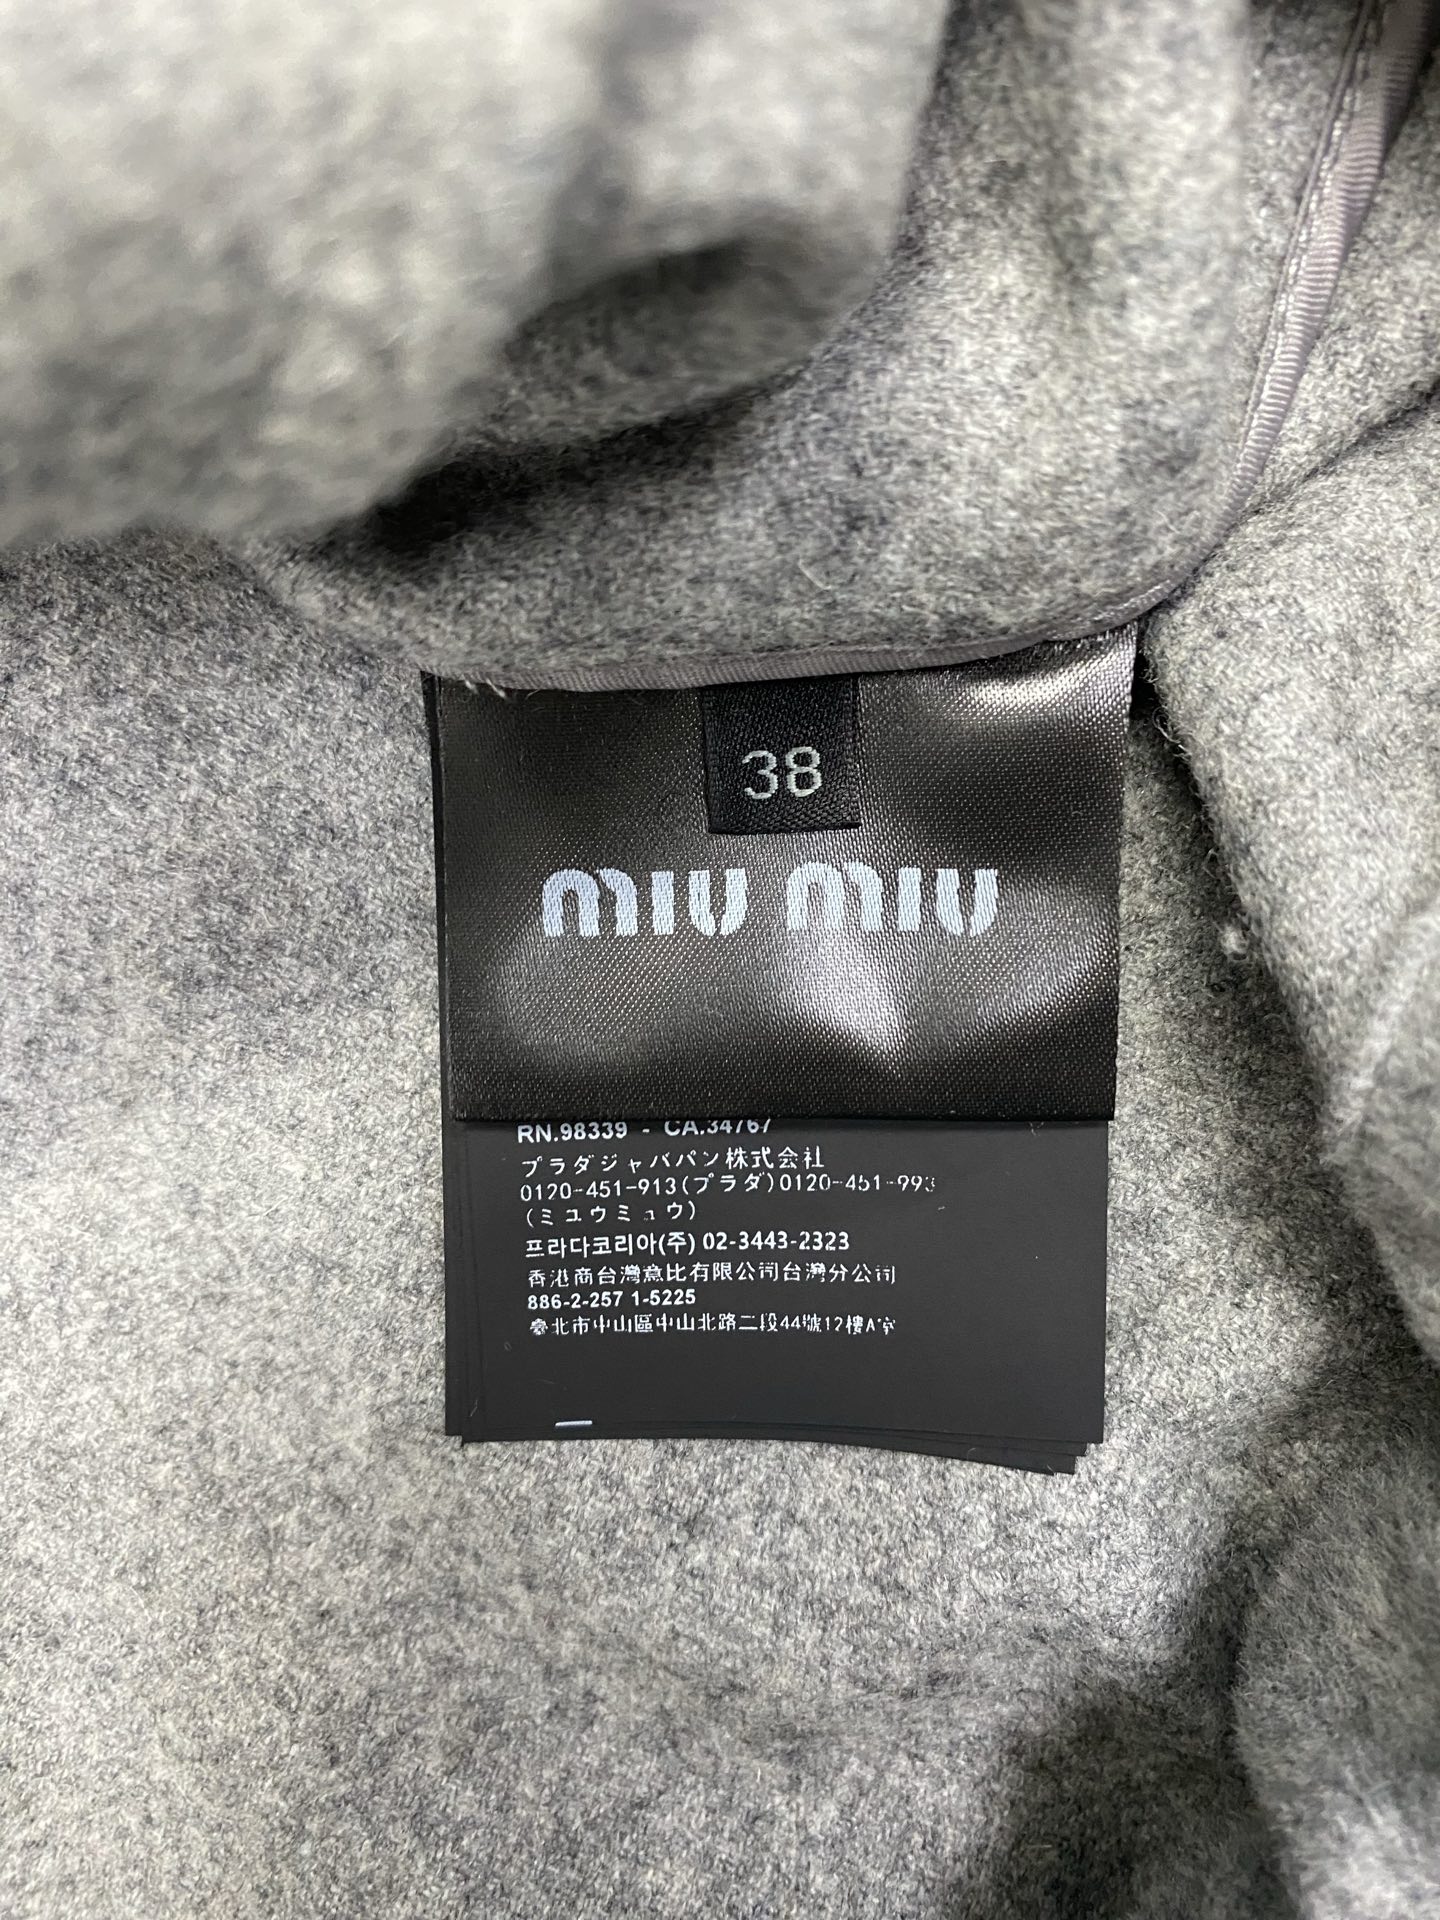 38
miu miu
RN.98339 - CA.34767
プラダジャパン株式会社
0120-451-913(プラダ)0120-451-993
(ミュウミュウ)
프라다코리아(주) 02-3443-2323
香港商台灣意比有限公司台灣分公司
886-2-257 1-5225
臺北市中山區中山北路二段44號12樓A室